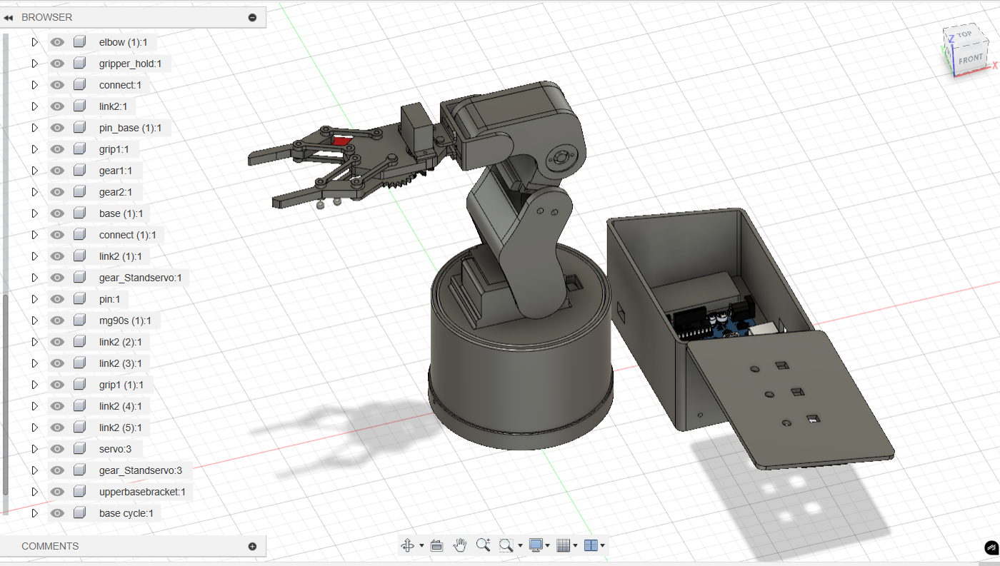 BROWSER
elbow (1):1
gripper_hold:1
connect:1
link2:1
pin_base (1):1
grip1:1
gear1:1
gear2:1
base (1):1
connect (1):1
link2 (1):1
gear_Standservo:1
pin:1
mg90s (1):1
link2 (2):1
link2 (3):1
grip1 (1):1
link2 (4):1
link2 (5):1
servo:3
gear_Standservo:3
upperbasebracket:1
base cycle:1
COMMENTS
Z
TOP
FRONT
X